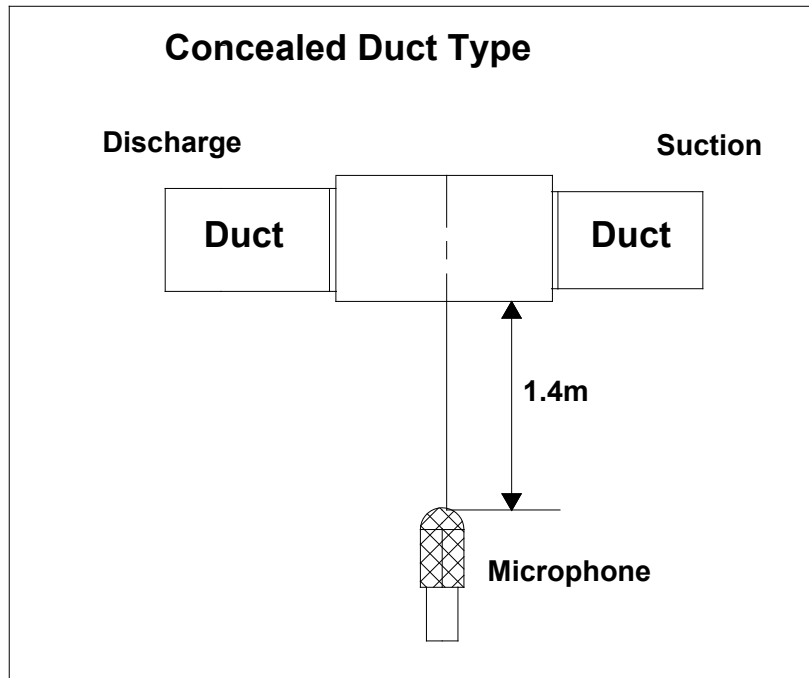 Concealed Duct Type
Discharge
Suction
Duct
Duct
1.4m
Microphone